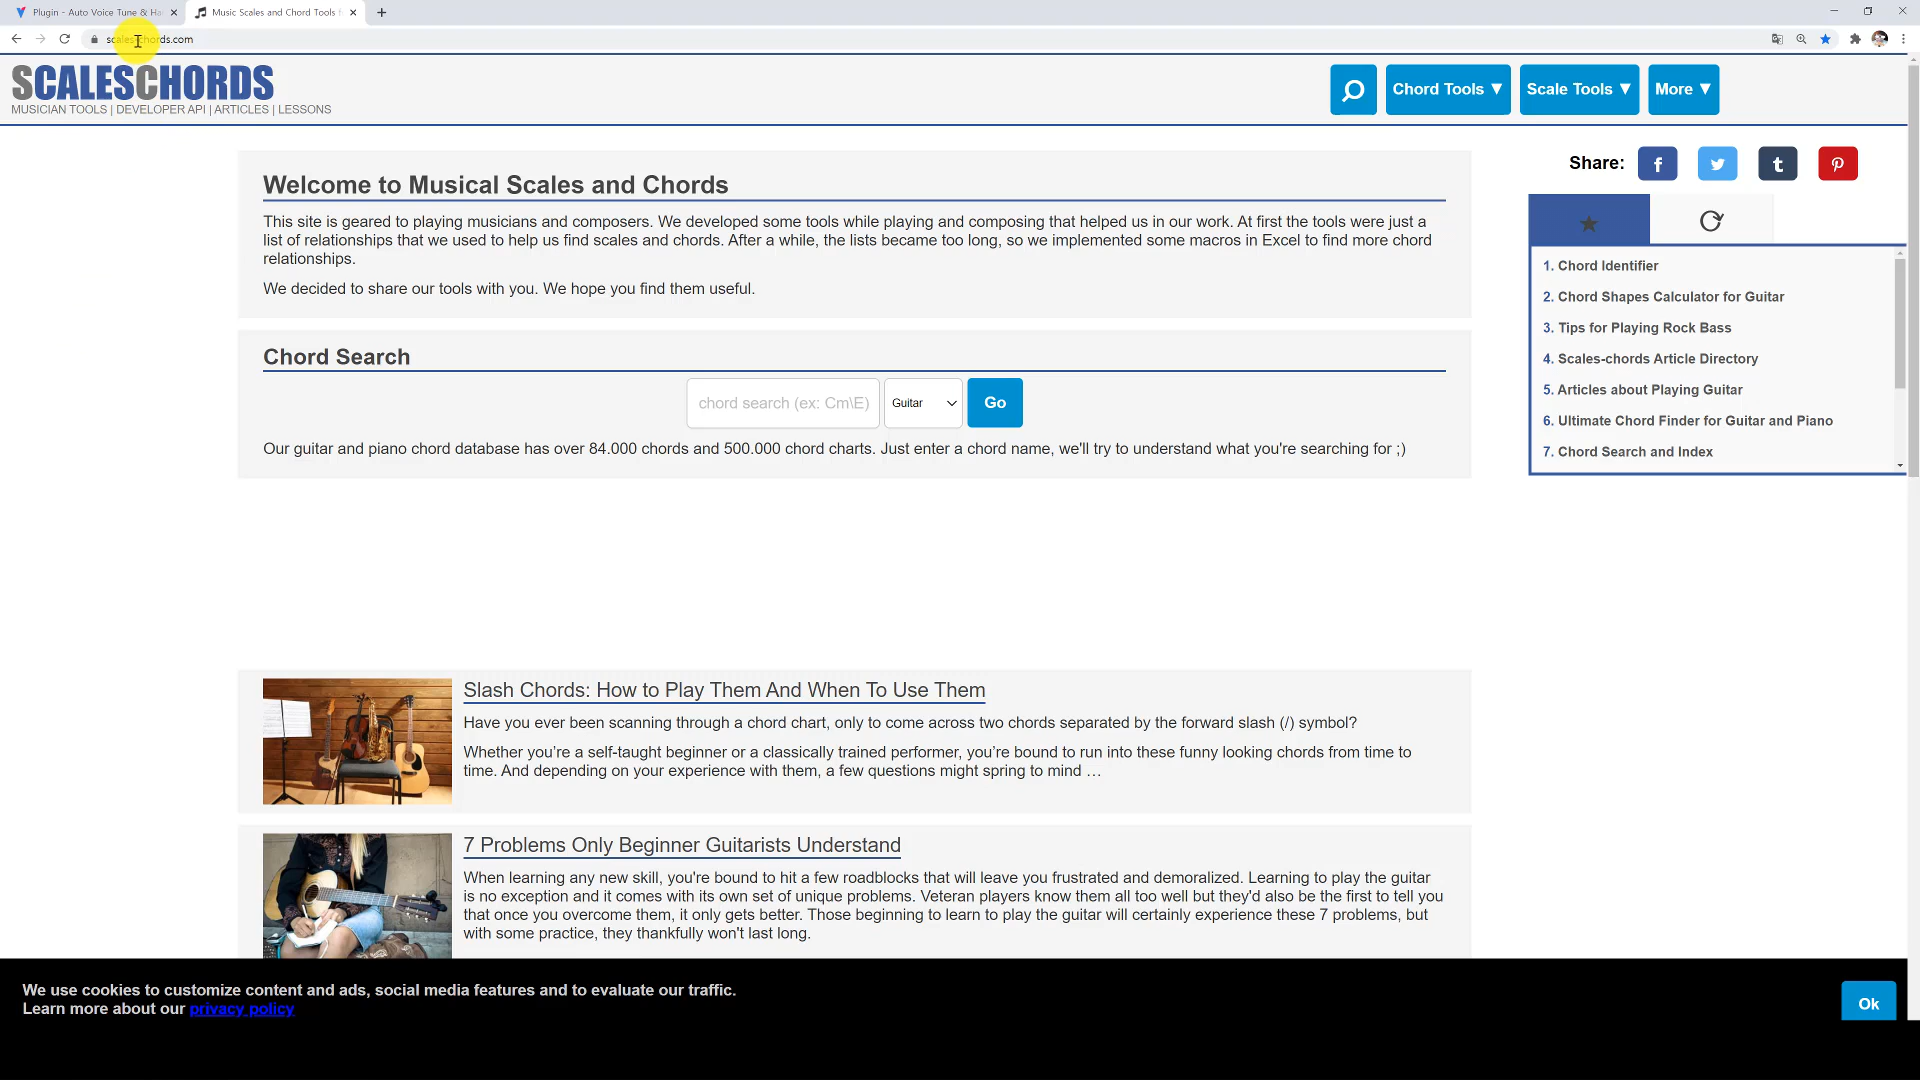 Plugin - Auto Voice Tune & Ha
Music Scales and Chord Tools f
scales-chords.com
SCALESCHORDS
MUSICIAN TOOLS | DEVELOPER API | ARTICLES | LESSONS
Chord Tools ▼
Scale Tools ▼
More ▼
Share:
Welcome to Musical Scales and Chords
This site is geared to playing musicians and composers. We developed some tools while playing and composing that helped us in our work. At first the tools were just a
list of relationships that we used to help us find scales and chords. After a while, the lists became too long, so we implemented some macros in Excel to find more chord
relationships.
We decided to share our tools with you. We hope you find them useful.
1. Chord Identifier
2. Chord Shapes Calculator for Guitar
3. Tips for Playing Rock Bass
4. Scales-chords Article Directory
5. Articles about Playing Guitar
6. Ultimate Chord Finder for Guitar and Piano
7. Chord Search and Index
Chord Search
chord search (ex: Cm\E)
Guitar
Go
Our guitar and piano chord database has over 84.000 chords and 500.000 chord charts. Just enter a chord name, we'll try to understand what you're searching for ;)
Slash Chords: How to Play Them And When To Use Them
Have you ever been scanning through a chord chart, only to come across two chords separated by the forward slash (/) symbol?
Whether you're a self-taught beginner or a classically trained performer, you're bound to run into these funny looking chords from time to
time. And depending on your experience with them, a few questions might spring to mind …
7 Problems Only Beginner Guitarists Understand
When learning any new skill, you're bound to hit a few roadblocks that will leave you frustrated and demoralized. Learning to play the guitar
is no exception and it comes with its own set of unique problems. Veteran players know them all too well but they'd also be the first to tell you
that once you overcome them, it only gets better. Those beginning to learn to play the guitar will certainly experience these 7 problems, but
with some practice, they thankfully won't last long.
We use cookies to customize content and ads, social media features and to evaluate our traffic.
Learn more about our privacy policy
Ok